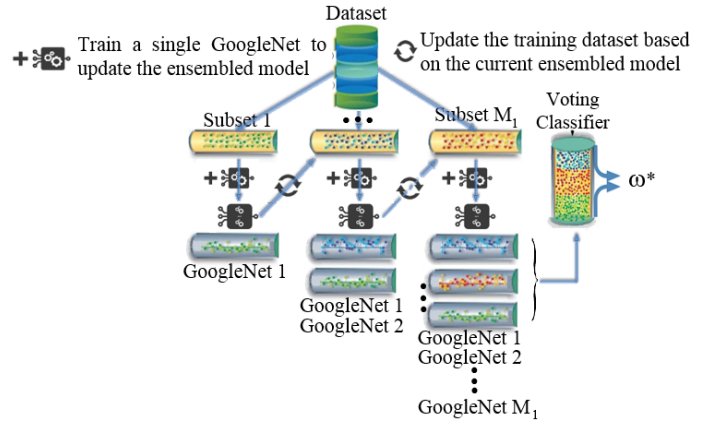 Dataset
+ Train a single GoogleNet to
update the ensembled model
Update the training dataset based
on the current ensembled model
Subset 1
Subset M₁
Voting
Classifier
+
+
+
ω*
GoogleNet 1
GoogleNet 1
GoogleNet 2
GoogleNet 1
GoogleNet 2
GoogleNet M₁